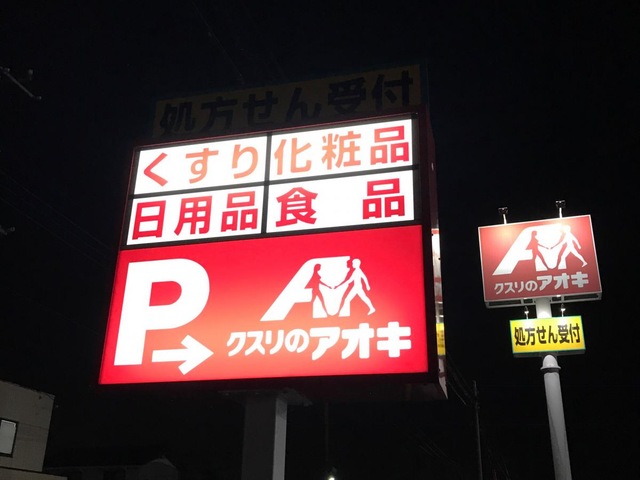 処方せん受付
くすり 化粧品
日用品 食品
P→
クスリのアオキ
クスリのアオキ
処方せん受付